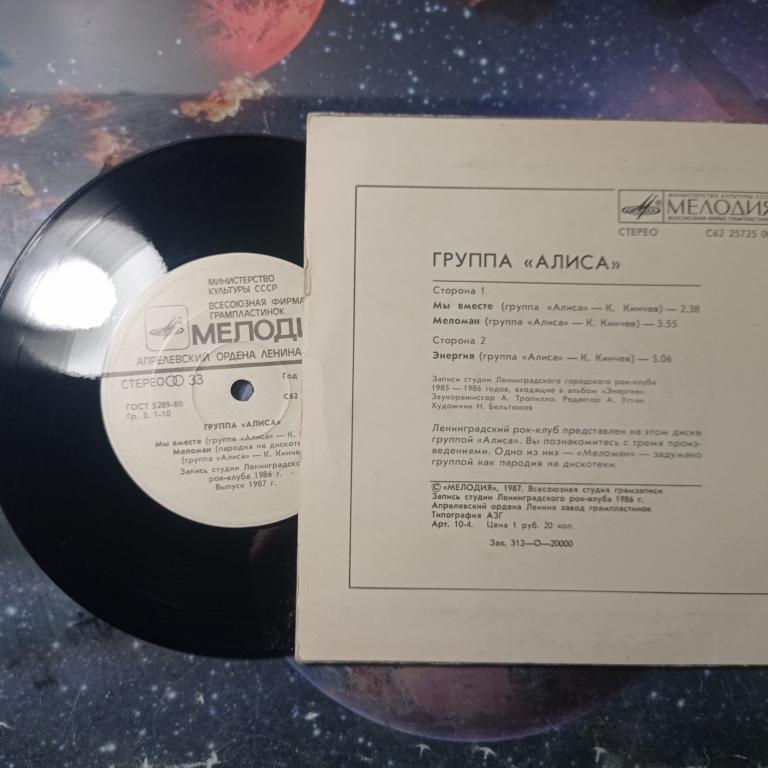 МИНИСТЕРСТВО
КУЛЬТУРЫ СССР
ВСЕСОЮЗНАЯ ФИРМА
ГРАМПЛАСТИНОК
МЕЛОДИ
АПРЕЛЕВСКИЙ ОРДЕНА ЛЕНИНА
СТЕРЕО 33
Год
ГОСТ 5289-80
Гр. 3. 1-10
С62
ГРУППА «АЛИСА»
Мы вместе (группа «Алиса» — К.
Меломан (пародия на дискоте
(группа «Алиса» — К. Кинче
Запись студии Ленинградско
рок-клуба 1986 г.
Выпуск 1987 г.
МИНИСТЕРСТВО КУЛЬТУРЫ СССР
МЕЛОДИЯ
ВСЕСОЮЗНАЯ ФИРМА ГРАМПЛАСТИНОК
СТЕРЕО С62 25725 00
ГРУППА «АЛИСА»
Сторона 1
Мы вместе (группа «Алиса» — К. Кинчев) — 2.38
Меломан (группа «Алиса» — К. Кинчев) — 3.55
Сторона 2
Энергия (группа «Алиса» — К. Кинчев) — 5.06
Записи студии Ленинградского городского рок-клуба
1985 — 1986 годов, входящие в альбом «Энергия».
Звукорежиссер А. Тропилло. Редактор А. Устин
Художник Н. Бельтюков
Ленинградский рок-клуб представлен на этом диске
группой «Алиса». Вы познакомитесь с тремя произ-
ведениями. Одно из них — «Меломан» — задумано
группой как пародия на дискотеки.
© «МЕЛОДИЯ», 1987. Всесоюзная студия грамзаписи
Запись студии Ленинградского рок-клуба 1986 г.
Апрелевский ордена Ленина завод грампластинок
Типография АЗГ
Арт. 10-4. Цена 1 руб. 20 коп.
Зак. 312—О—20000